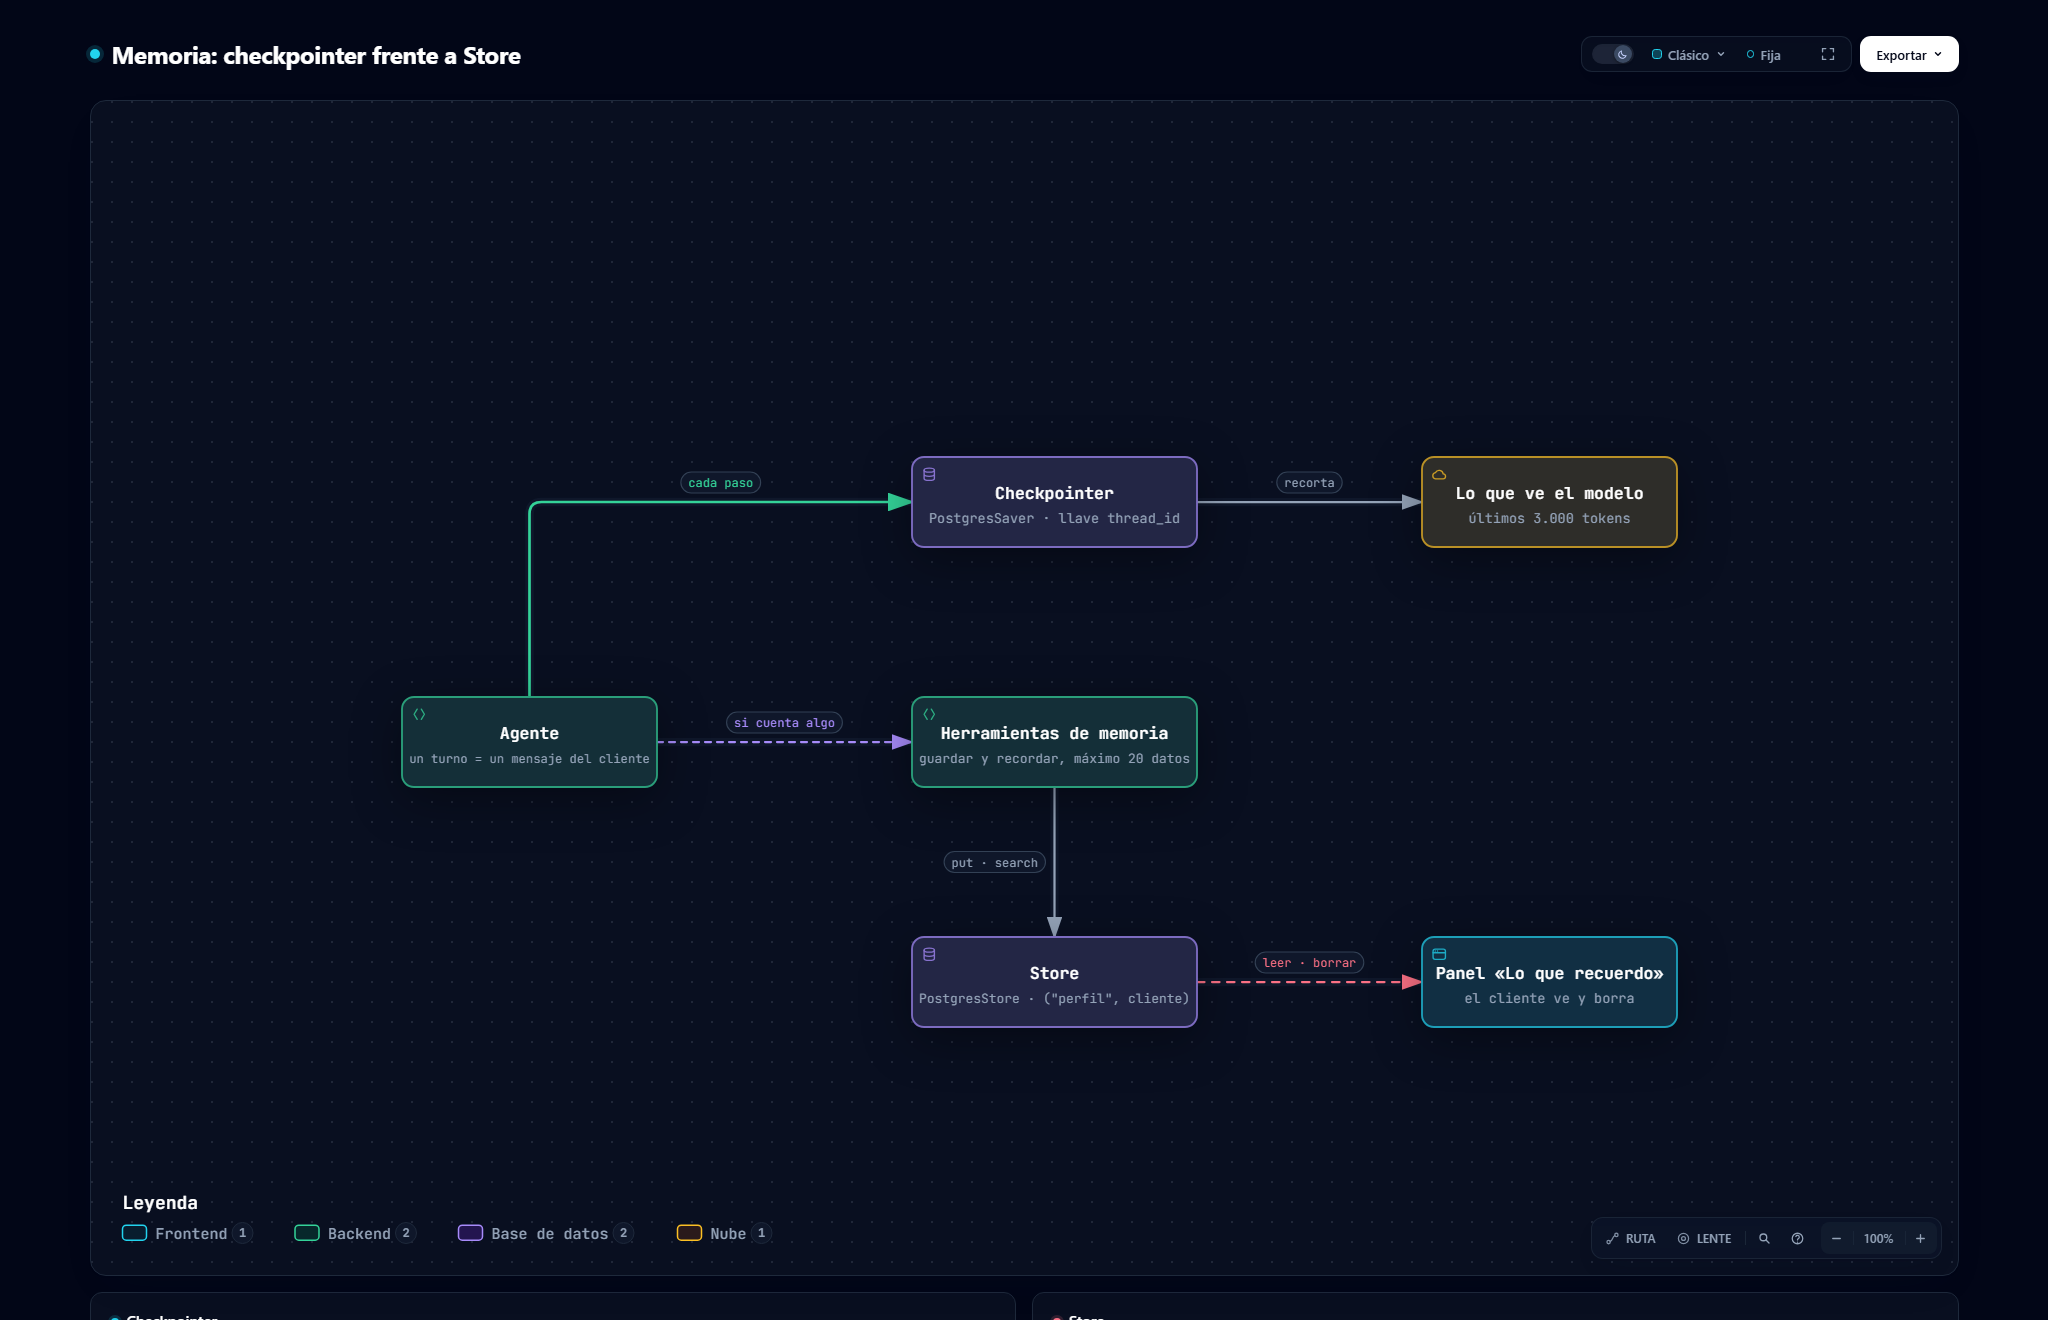 Memoria: checkpointer frente a Store
Clásico
Fija
Exportar
cada paso
Checkpointer
PostgresSaver · llave thread_id
recorta
Lo que ve el modelo
últimos 3.000 tokens
Agente
un turno = un mensaje del cliente
si cuenta algo
Herramientas de memoria
guardar y recordar, máximo 20 datos
put · search
Store
PostgresStore · ("perfil", cliente)
leer · borrar
Panel «Lo que recuerdo»
el cliente ve y borra
Leyenda
Frontend 1
Backend 2
Base de datos 2
Nube 1
RUTA
LENTE
− 100% +
Checkpointer
Store